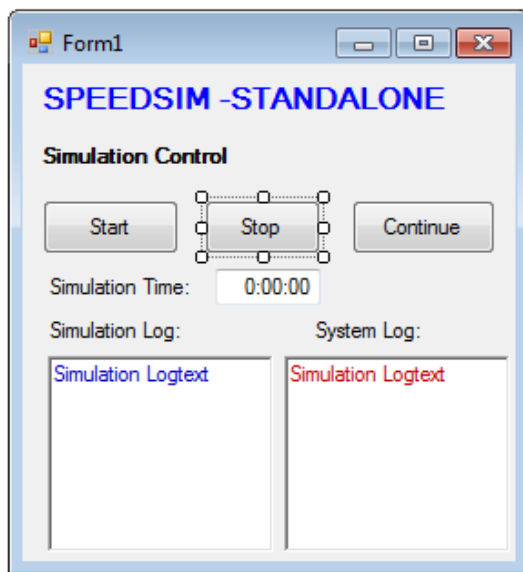 Form1
SPEEDSIM -STANDALONE
Simulation Control
Start Stop Continue
Simulation Time: 0:00:00
Simulation Log: System Log:
Simulation Logtext Simulation Logtext